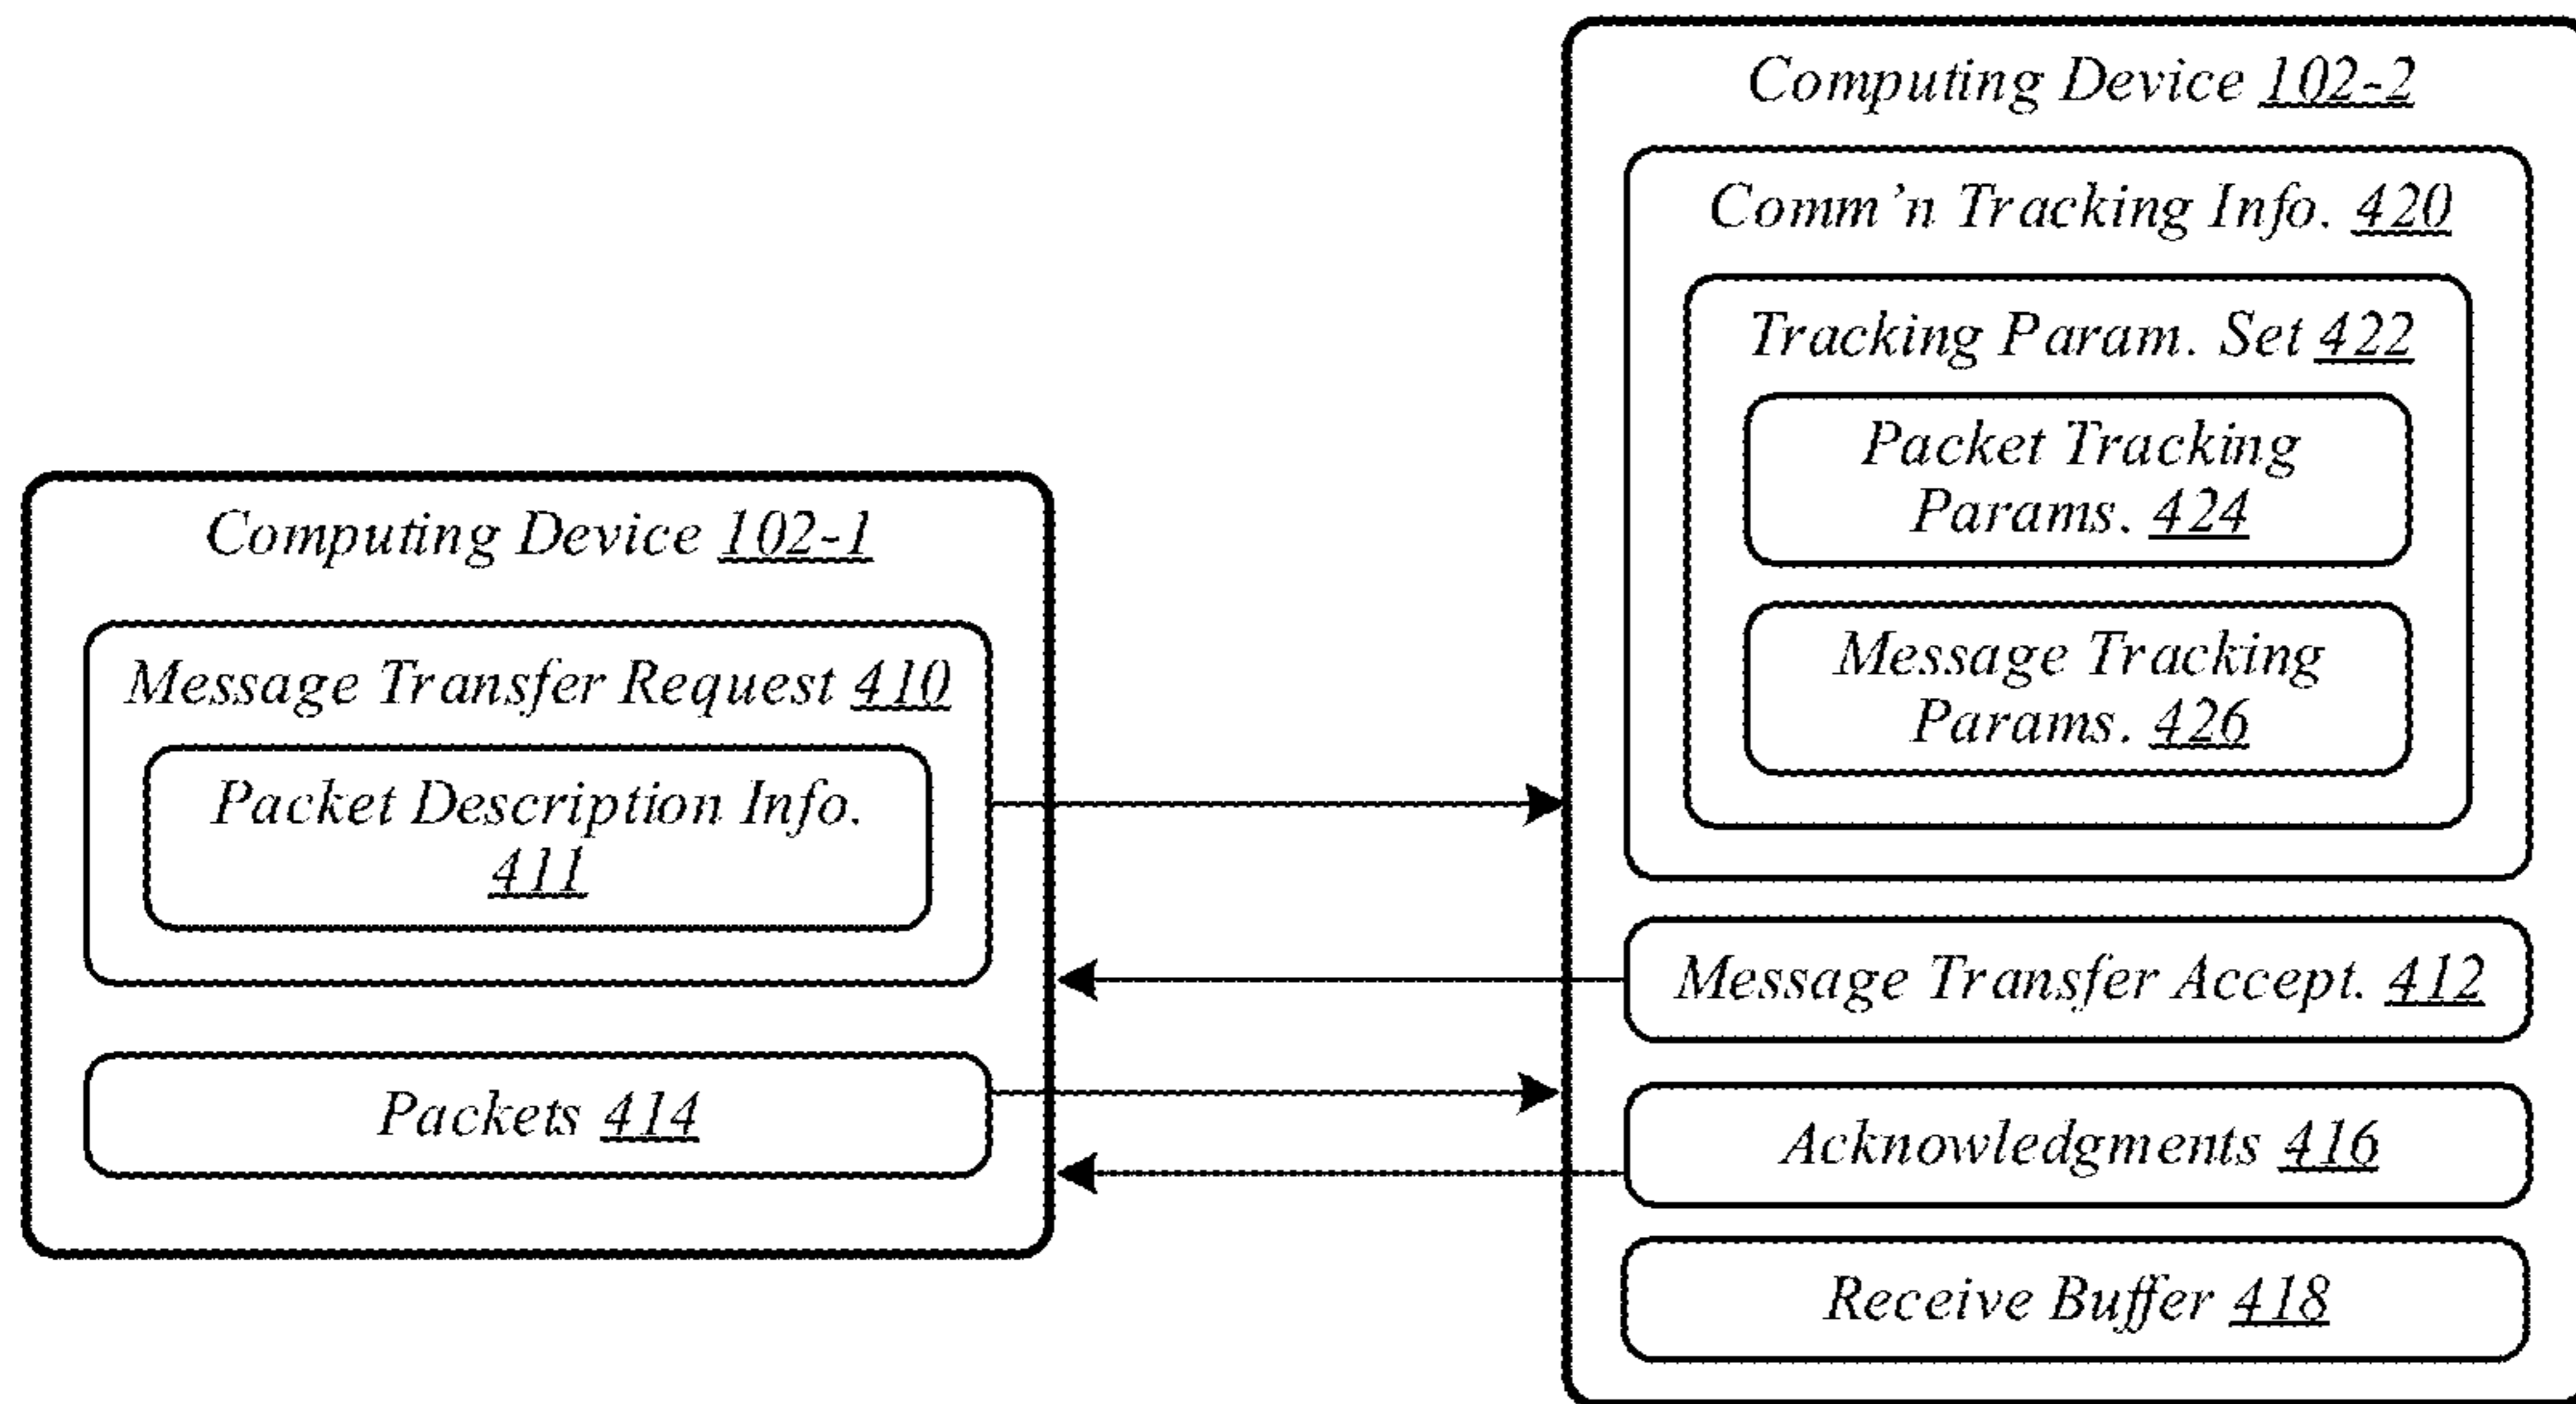 Computing Device 102-1
Message Transfer Request 410
Packet Description Info.
411
Packets 414
Computing Device 102-2
Comm'n Tracking Info. 420
Tracking Param. Set 422
Packet Tracking
Params. 424
Message Tracking
Params. 426
Message Transfer Accept. 412
Acknowledgments 416
Receive Buffer 418